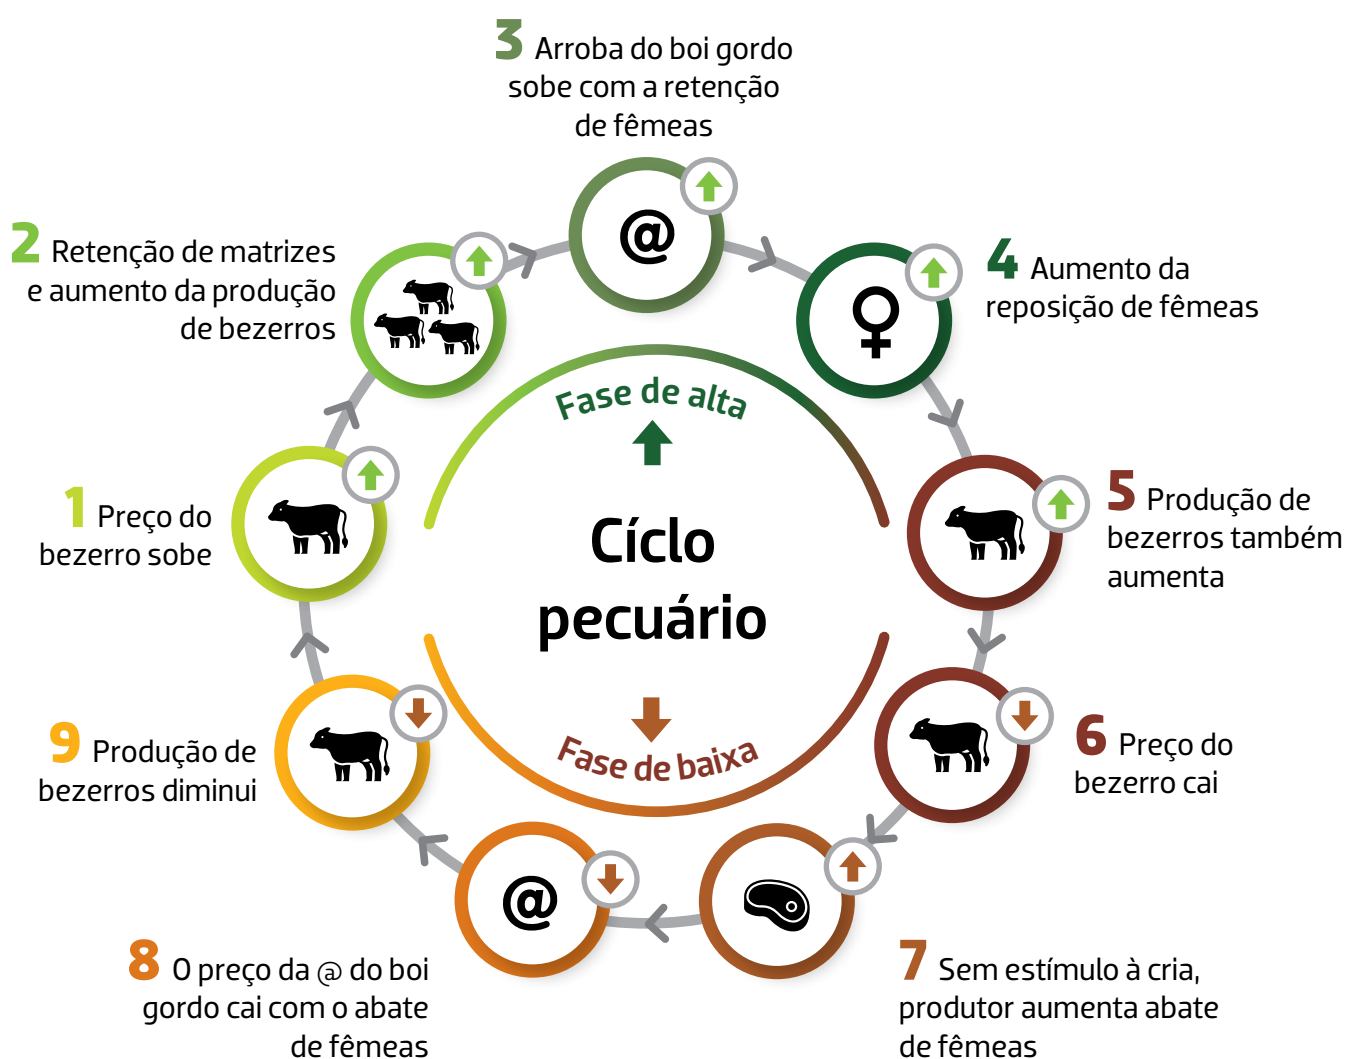 3 Arroba do boi gordo
sobe com a retenção
de fêmeas
@
2 Retenção de matrizes
e aumento da produção
de bezerros
4 Aumento da
reposição de fêmeas
Fase de alta
1 Preço do
bezerro sobe
5 Produção de
bezerros também
aumenta
Cíclo
pecuário
9 Produção de
bezerros diminui
6 Preço do
bezerro cai
Fase de baixa
@
8 O preço da @ do boi
gordo cai com o abate
de fêmeas
7 Sem estímulo à cria,
produtor aumenta abate
de fêmeas